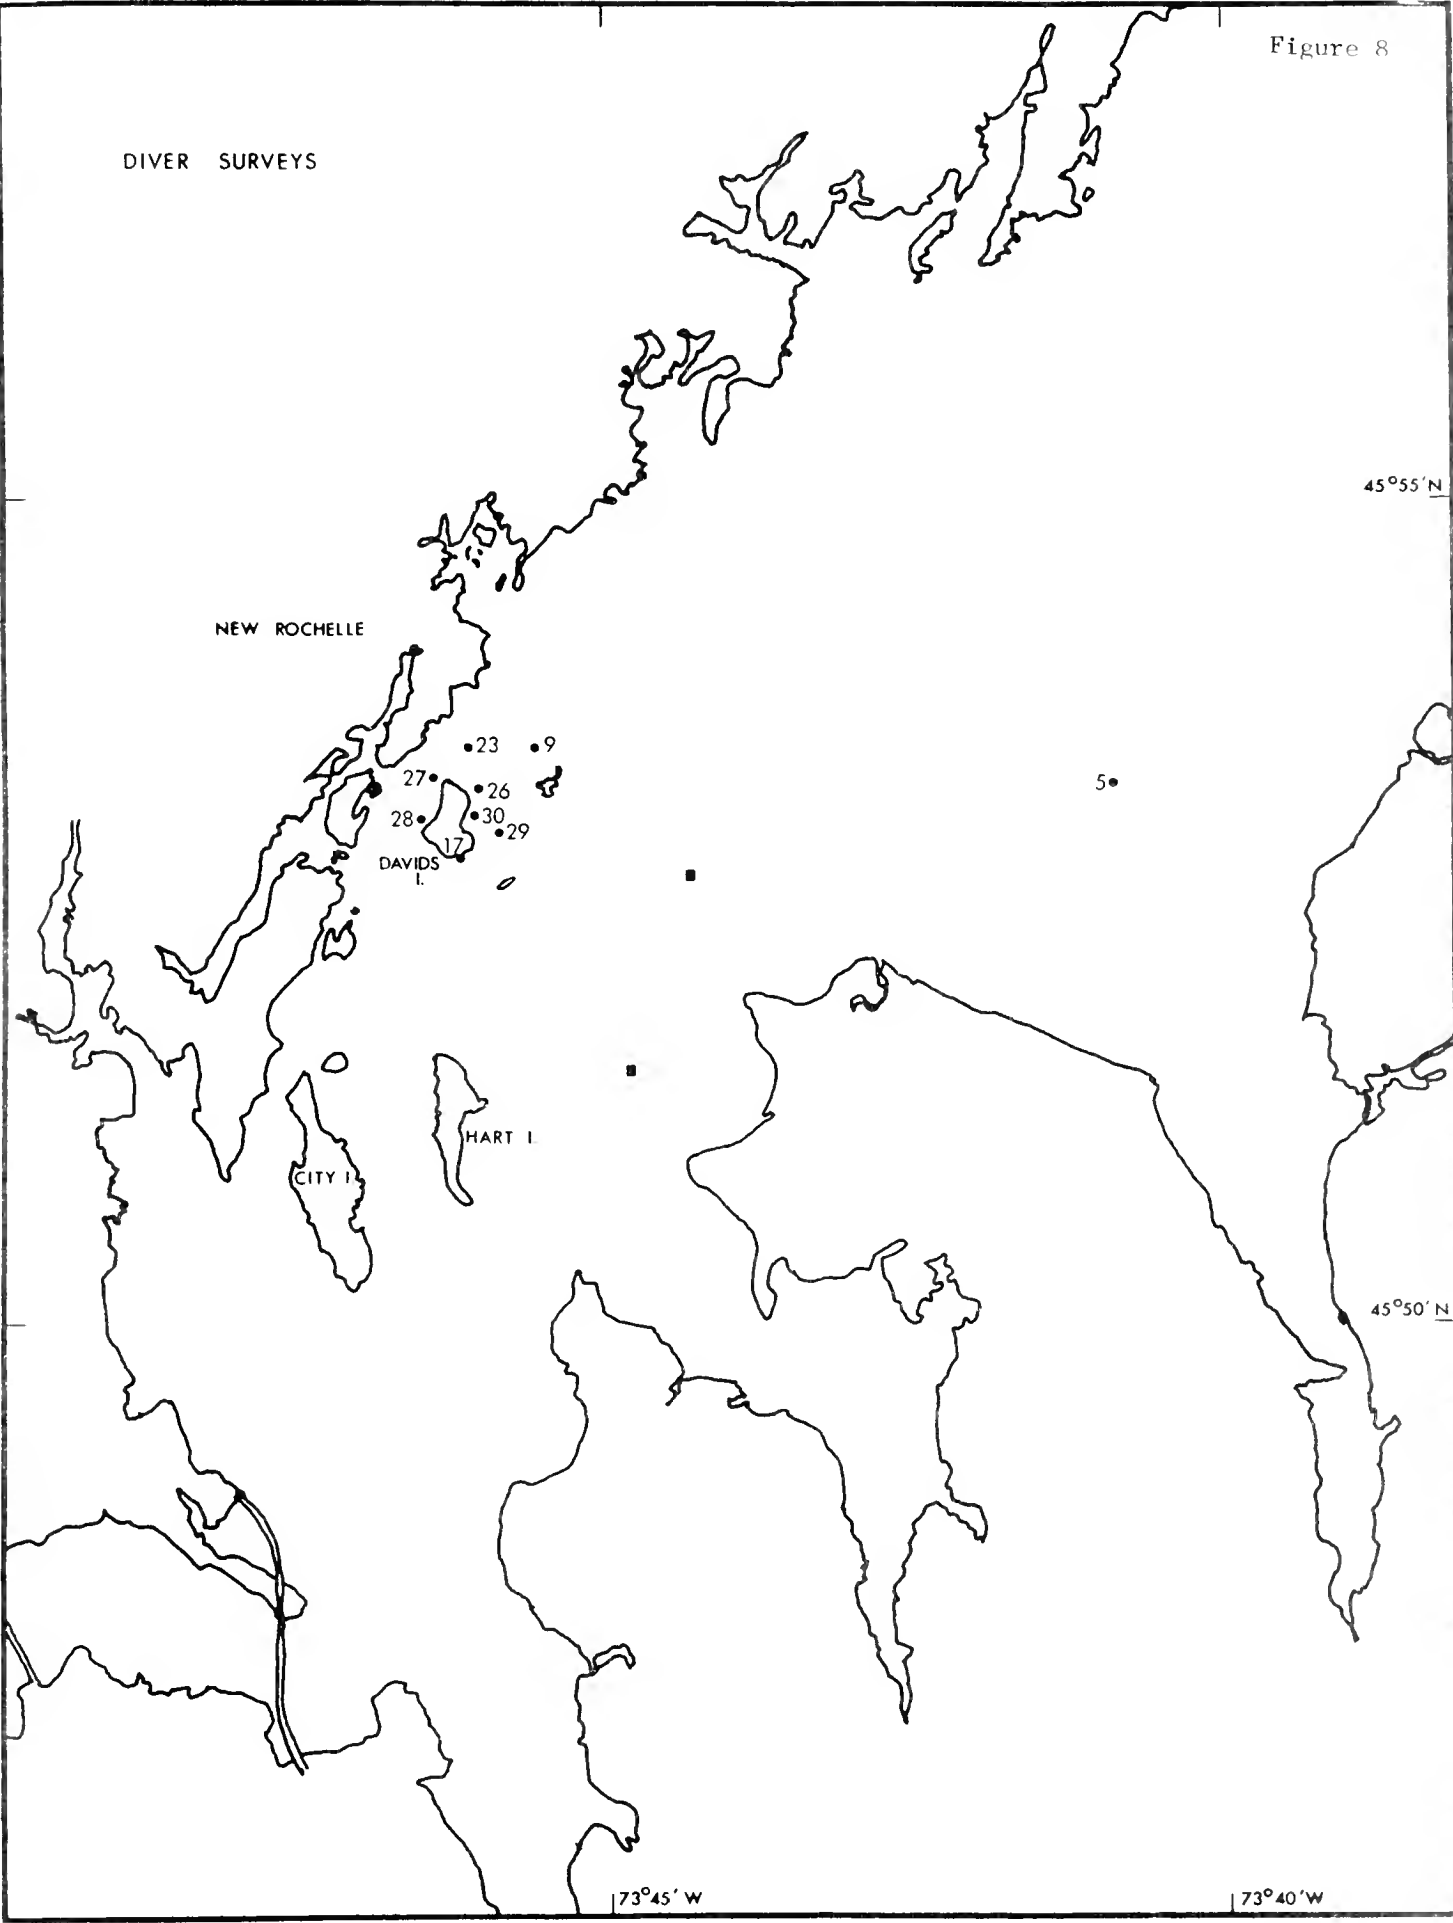 Figure 8
DIVER SURVEYS
45°55'N
NEW ROCHELLE
23
9
27
26
5
28
30
29
17
DAVIDS
I.
HART I.
CITY I.
45°50'N
73°45'W
73°40'W